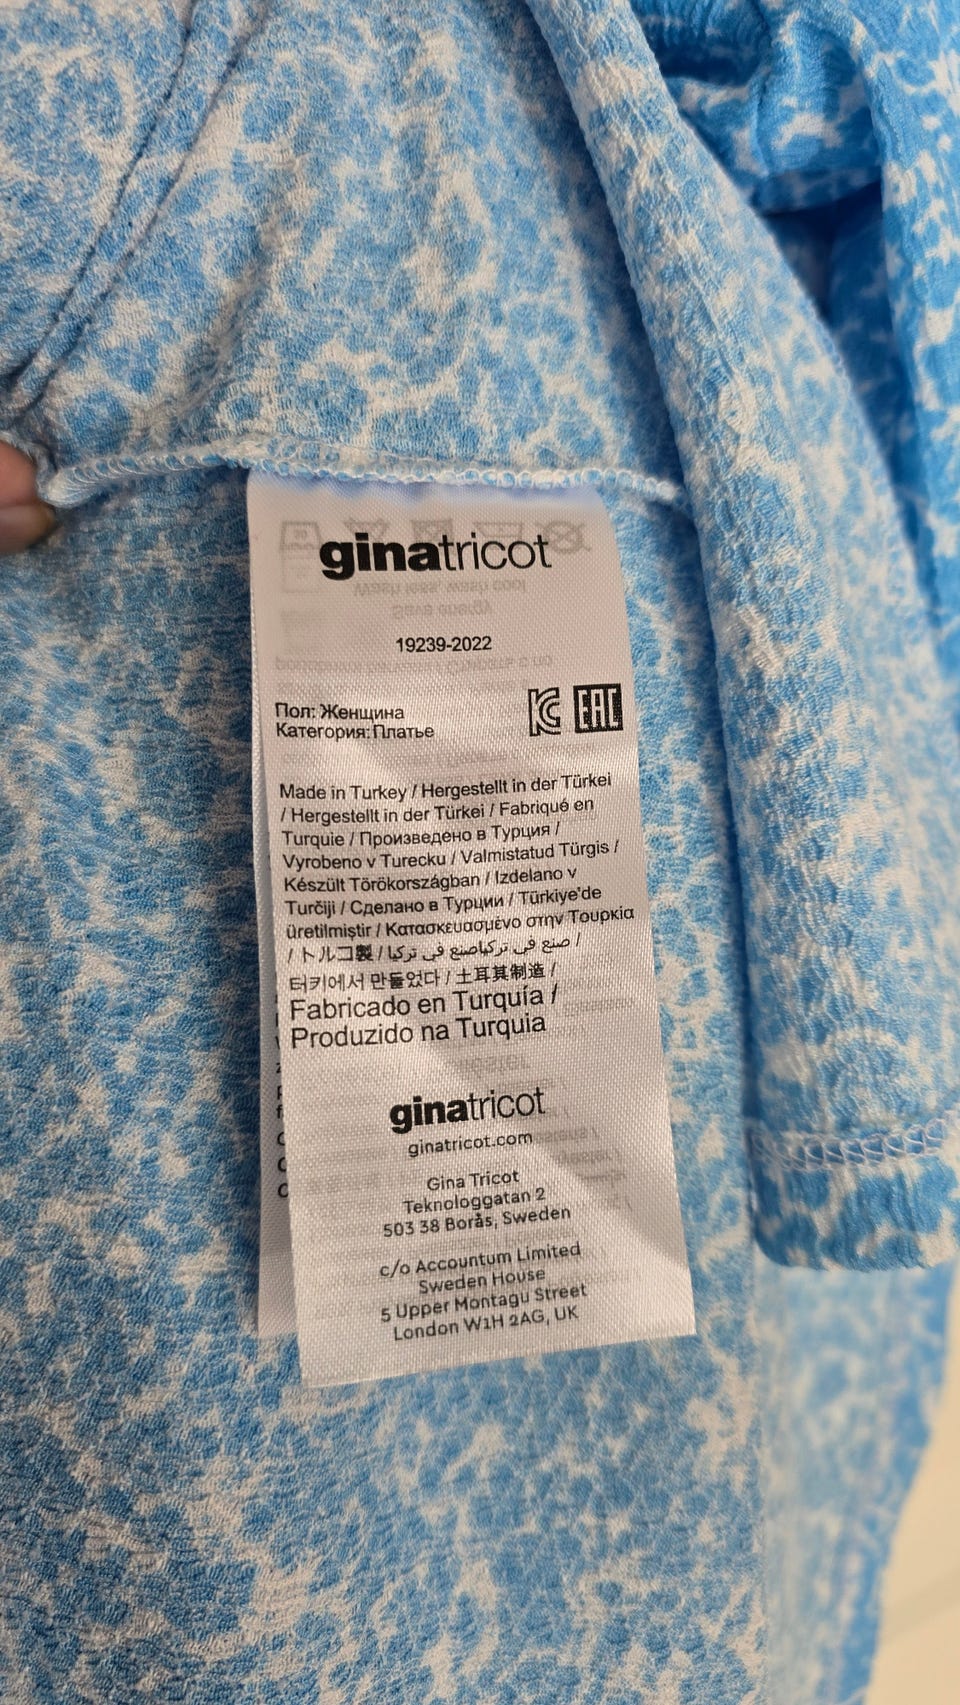 ginatricot
19239-2022
Пол: Женщина
Категория: Платье
EAC
Made in Turkey / Hergestellt in der Türkei
/ Hergestellt in der Türkei / Fabriqué en
Turquie / Произведено в Турция /
Vyrobeno v Turecku / Valmistatud Türgis /
Készült Törökországban / Izdelano v
Turčiji / Сделано в Турции / Türkiye'de
üretilmiştir / Κατασκευασμένο στην Τουρκία
/ トルコ製 / صنع في تركياصنع في تركيا /
터키에서 만들었다 / 土耳其制造 /
Fabricado en Turquía /
Produzido na Turquia
ginatricot
ginatricot.com
Gina Tricot
Teknologgatan 2
503 38 Borås, Sweden
c/o Accountum Limited
Sweden House
5 Upper Montagu Street
London W1H 2AG, UK